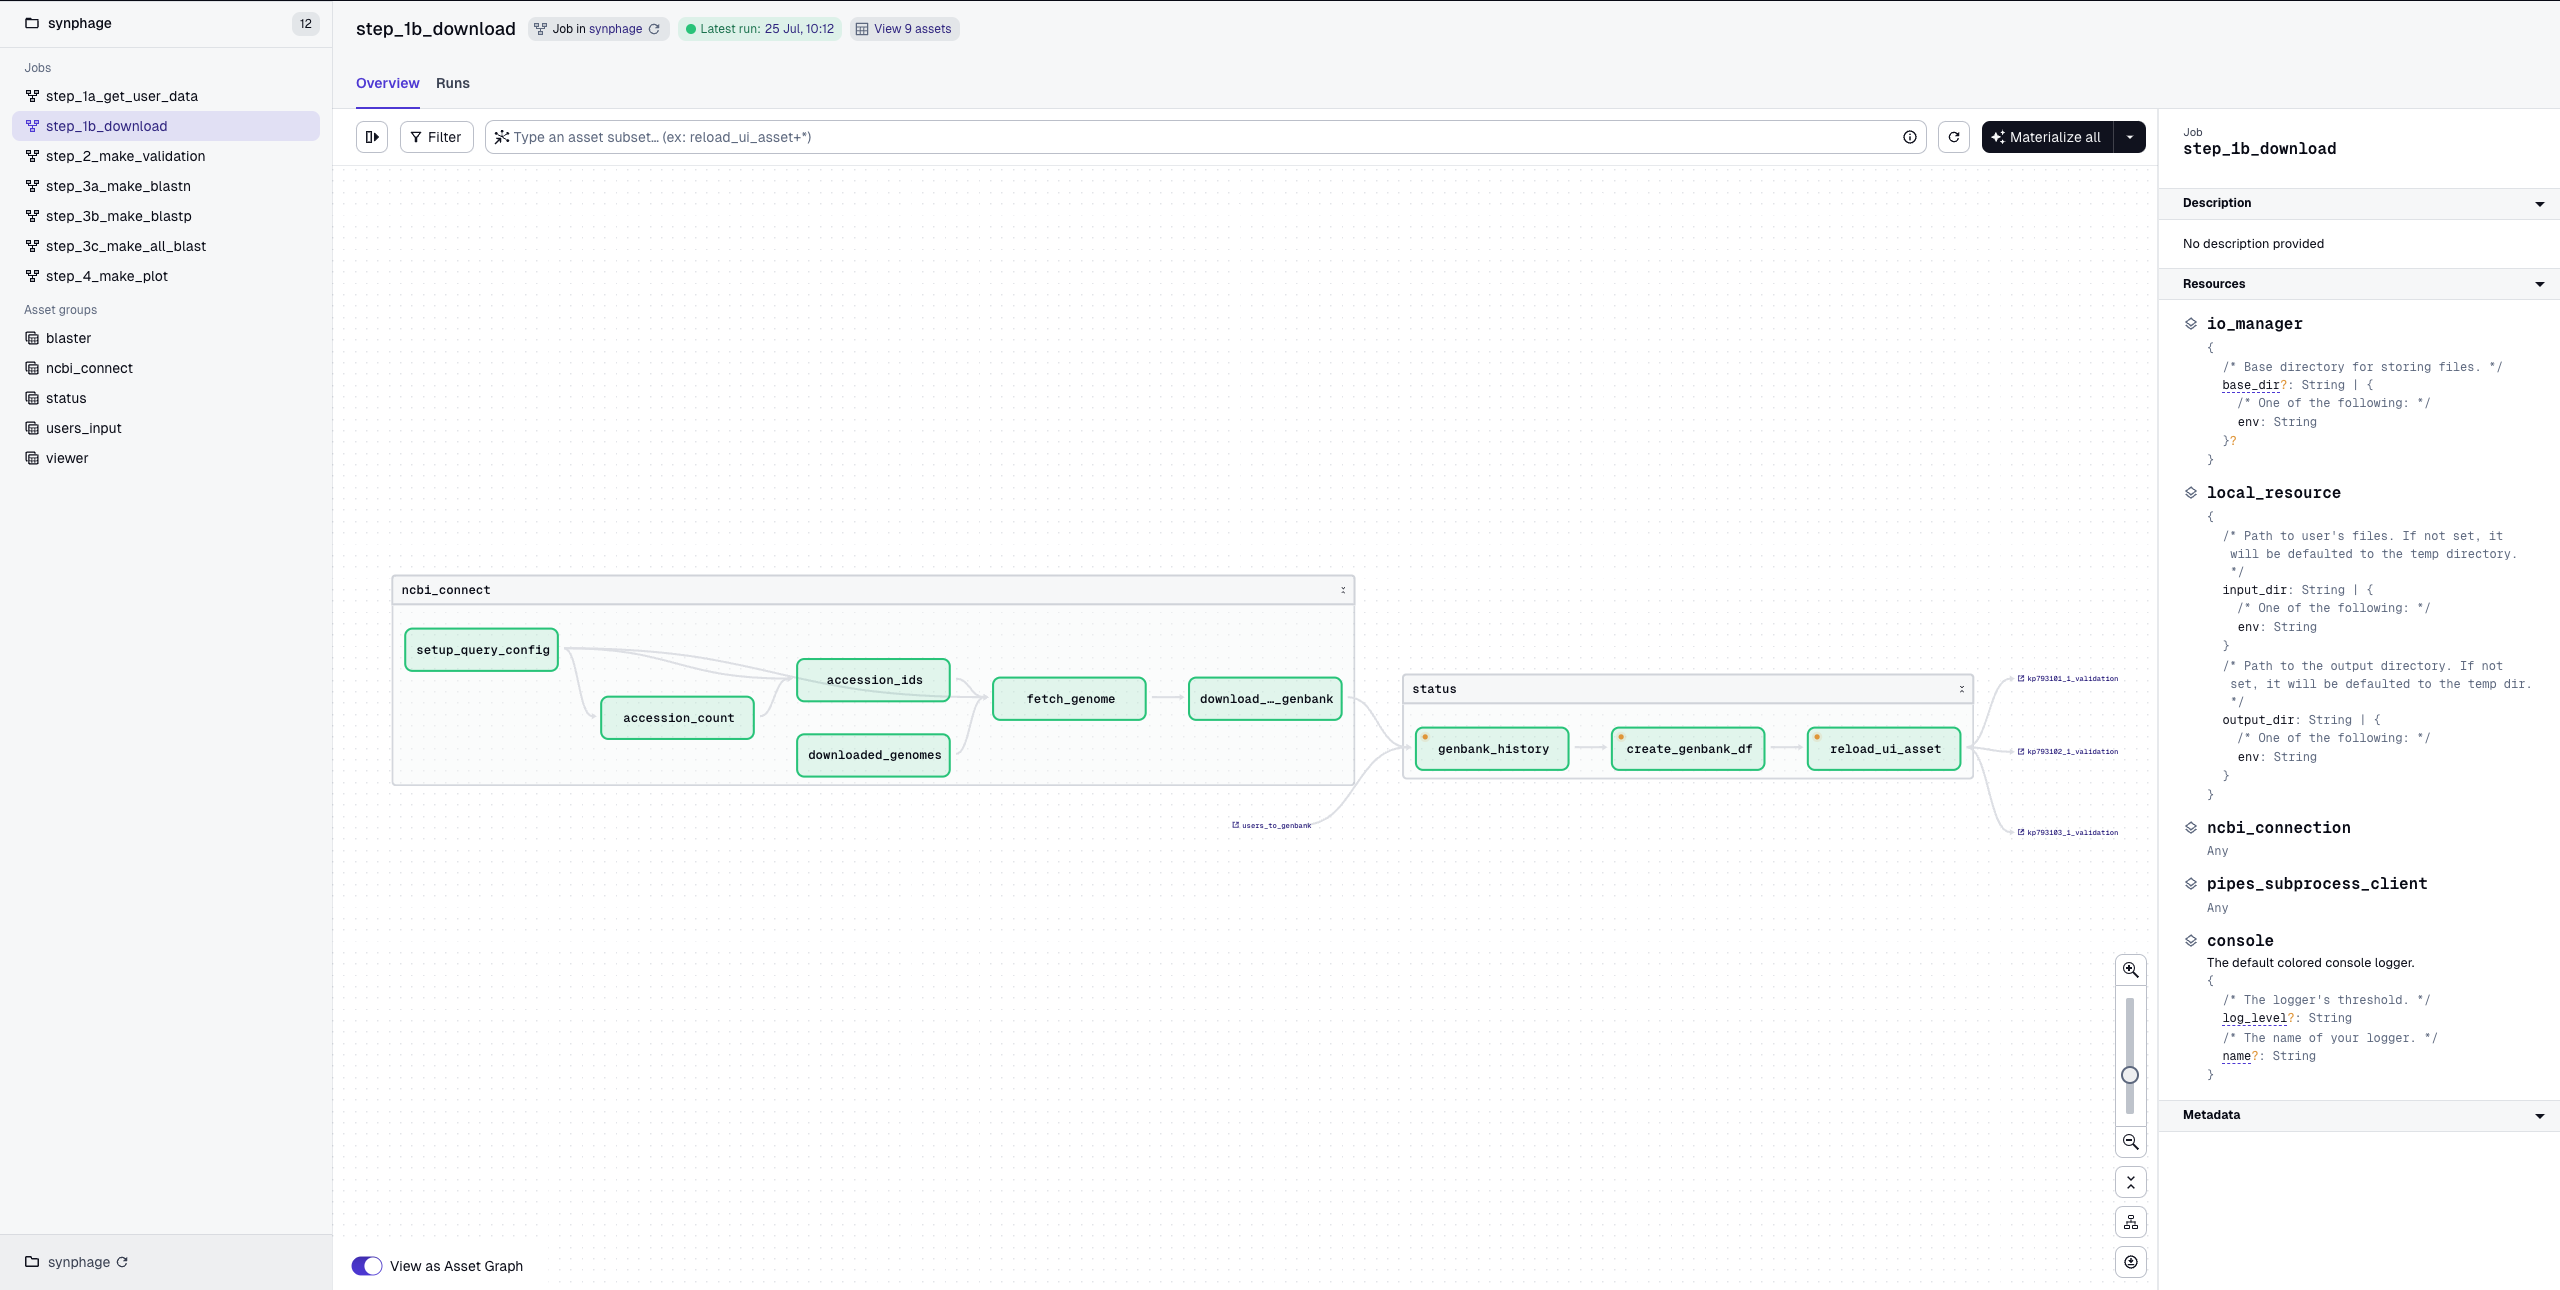 synphage
12
Jobs
step_1a_get_user_data
step_1b_download
step_2_make_validation
step_3a_make_blastn
step_3b_make_blastp
step_3c_make_all_blast
step_4_make_plot
Asset groups
blaster
ncbi_connect
status
users_input
viewer
synphage
step_1b_download
Job in synphage
Latest run: 25 Jul, 10:12
View 9 assets
Overview
Runs
Filter
Type an asset subset... (ex: reload_ui_asset+*)
Materialize all
ncbi_connect
setup_query_config
accession_count
accession_ids
downloaded_genomes
fetch_genome
download_..._genbank
users_to_genbank
status
genbank_history
create_genbank_df
reload_ui_asset
kp793101_1_validation
kp793102_1_validation
kp793103_1_validation
View as Asset Graph
Job
step_1b_download
Description
No description provided
Resources
io_manager
{
/* Base directory for storing files. */
base_dir?: String | {
/* One of the following: */
env: String
}?
}
local_resource
{
/* Path to user's files. If not set, it
will be defaulted to the temp directory.
*/
input_dir: String | {
/* One of the following: */
env: String
}
/* Path to the output directory. If not
set, it will be defaulted to the temp dir.
*/
output_dir: String | {
/* One of the following: */
env: String
}
}
ncbi_connection
Any
pipes_subprocess_client
Any
console
The default colored console logger.
{
/* The logger's threshold. */
log_level?: String
/* The name of your logger. */
name?: String
}
Metadata